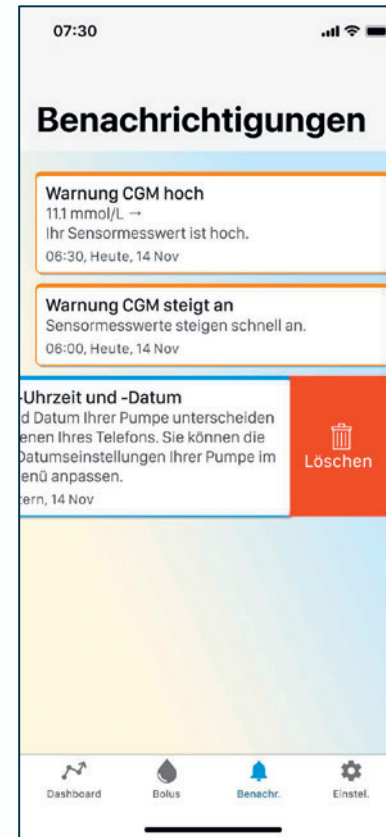 07:30
Benachrichtigungen
Warnung CGM hoch
11.1 mmol/L →
Ihr Sensormesswert ist hoch.
06:30, Heute, 14 Nov
Warnung CGM steigt an
Sensormesswerte steigen schnell an.
06:00, Heute, 14 Nov
-Uhrzeit und -Datum
d Datum Ihrer Pumpe unterscheiden
enen Ihres Telefons. Sie können die
Datumseinstellungen Ihrer Pumpe im
enü anpassen.
tern, 14 Nov
Löschen
Dashboard
Bolus
Benachr.
Einstel.